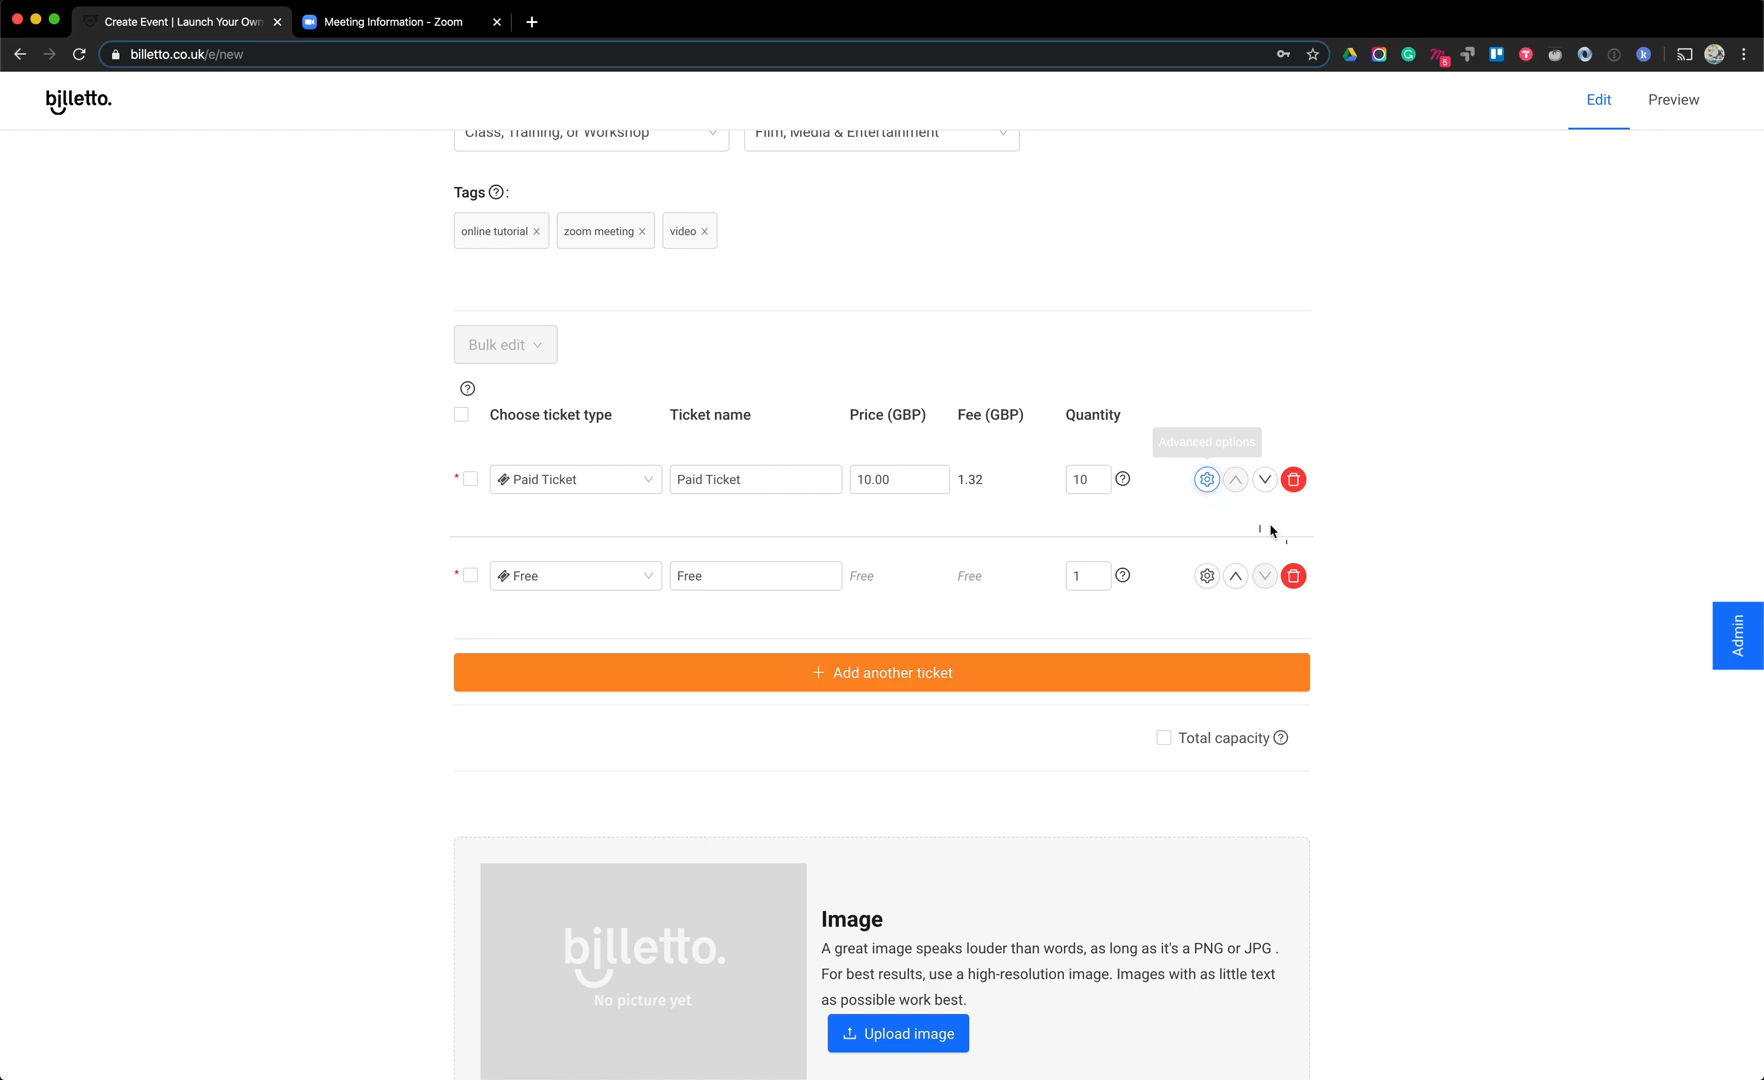 Create Event | Launch Your Own
Meeting Information - Zoom
billetto.co.uk/e/new
5
billetto.
Edit
Preview
Class, Training, or Workshop
Film, Media & Entertainment
Tags ? :
online tutorial
zoom meeting
video
Bulk edit
?
Choose ticket type
Ticket name
Price (GBP)
Fee (GBP)
Quantity
Advanced options
* Paid Ticket
Paid Ticket
10.00
1.32
10 ?
* Free
Free
Free
Free
1 ?
Admin
+ Add another ticket
Total capacity ?
billetto.
No picture yet
Image
A great image speaks louder than words, as long as it's a PNG or JPG .
For best results, use a high-resolution image. Images with as little text
as possible work best.
Upload image